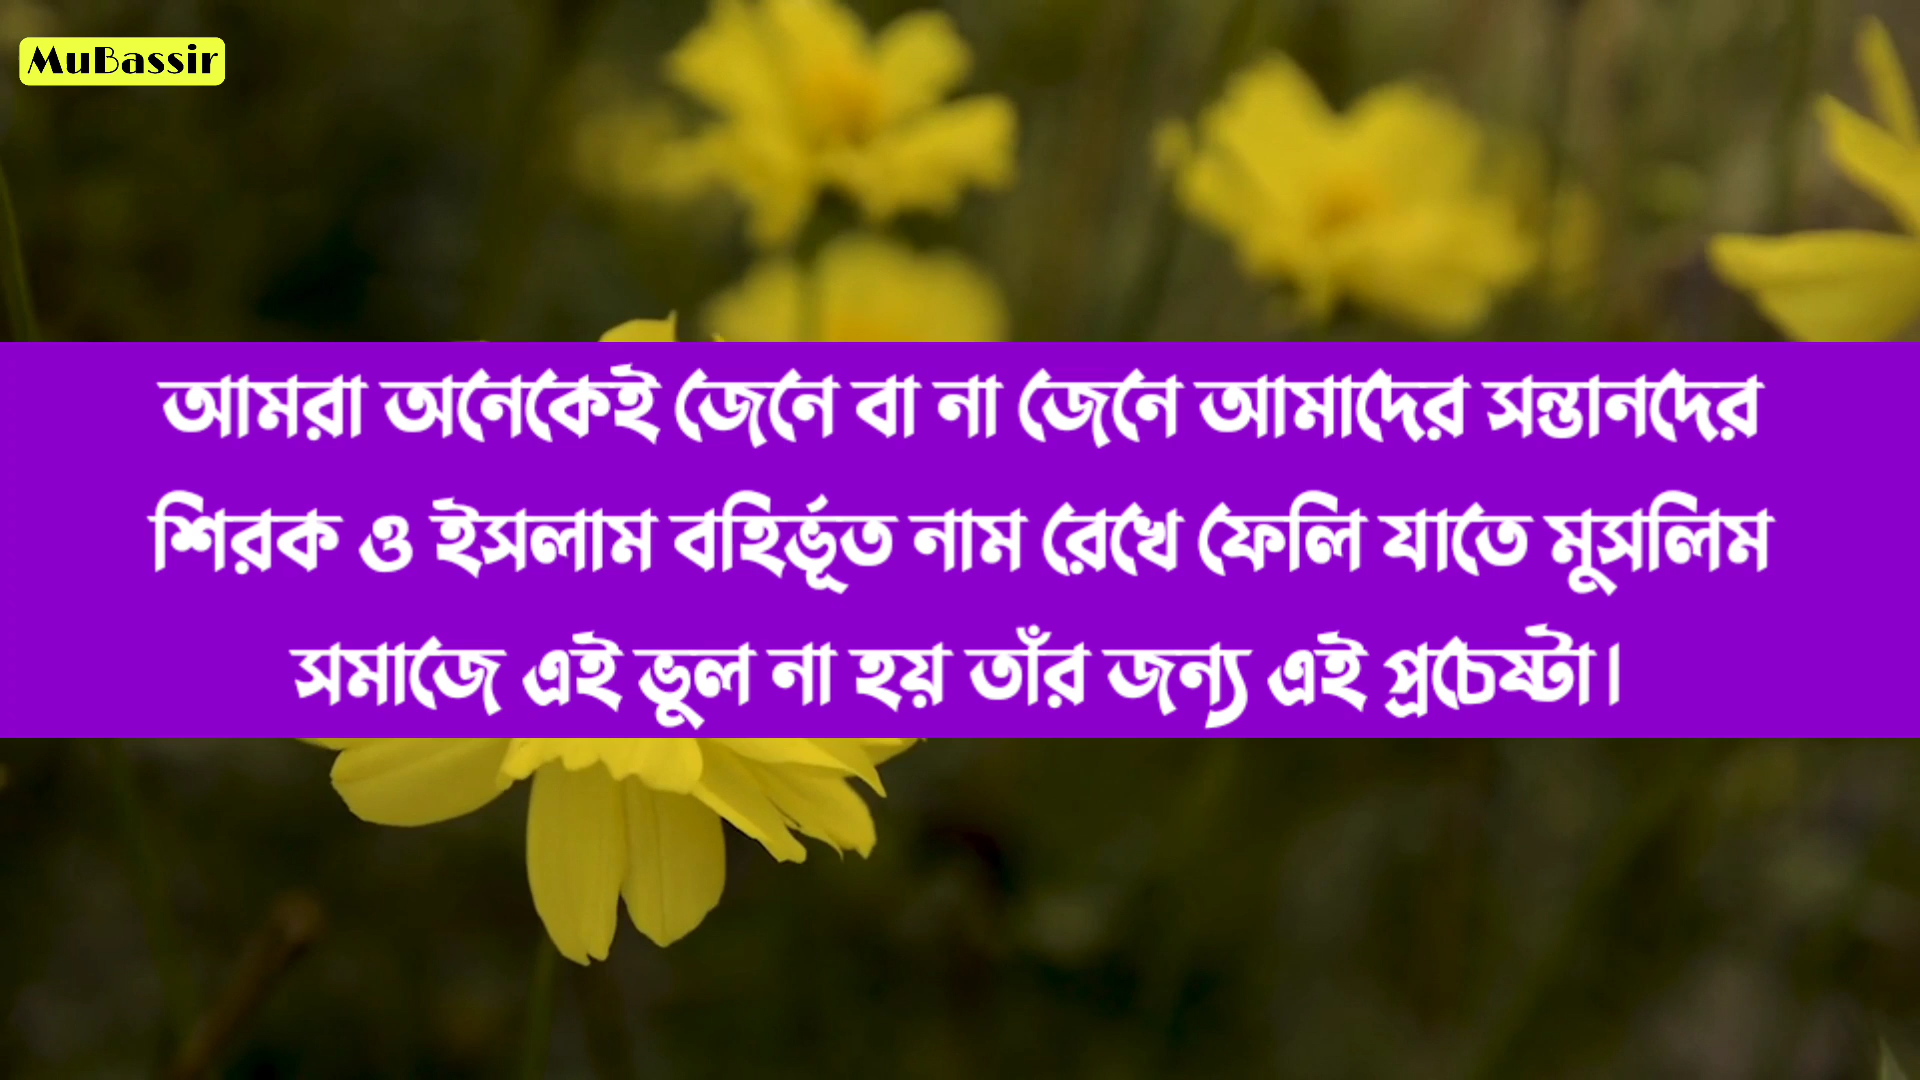 MuBassir
আমরা অনেকেই জেনে বা না জেনে আমাদের সন্তানদের
শিরক ও ইসলাম বহির্ভূত নাম রেখে ফেলি যাতে মুসলিম
সমাজে এই ভুল না হয় তাঁর জন্য এই প্রচেষ্টা।